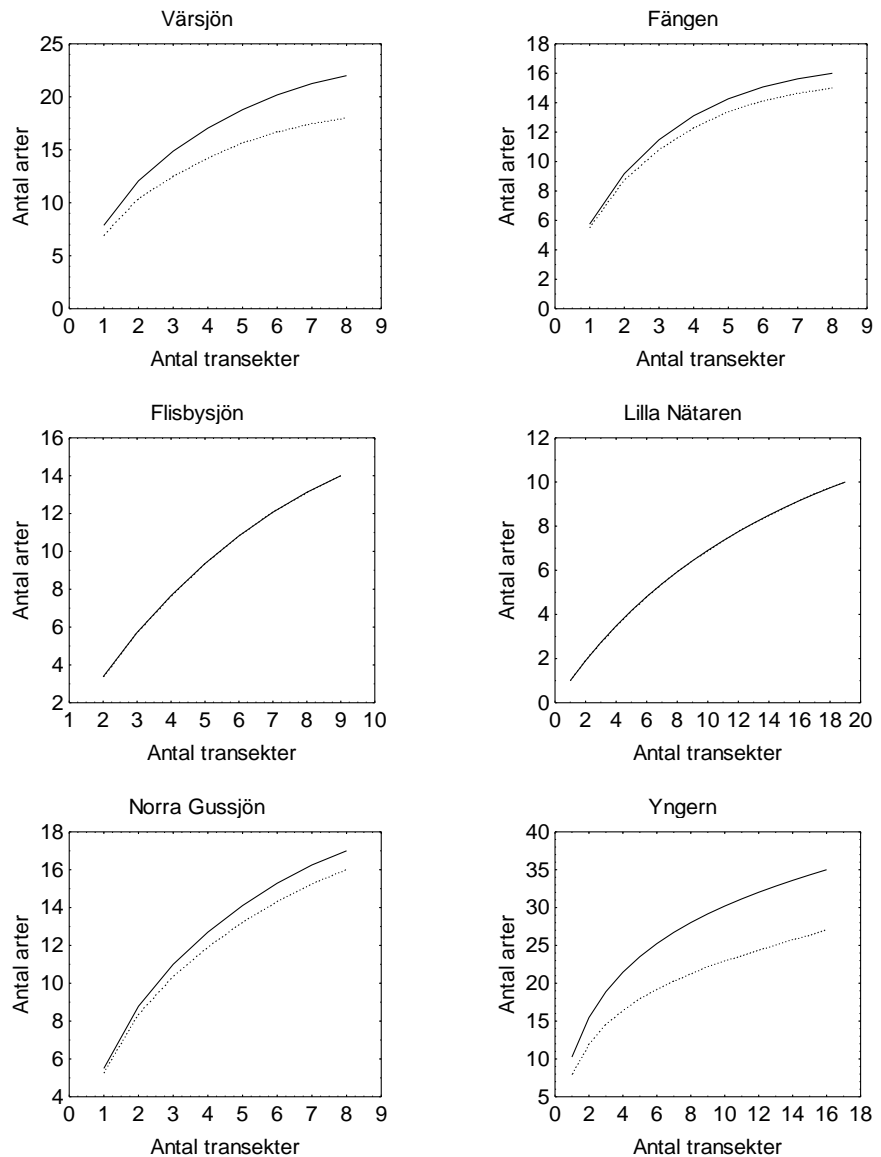 Värsjön
25
20
15
10
5
0
Antal arter
0 1 2 3 4 5 6 7 8 9
Antal transekter
Fängen
18
16
14
12
10
8
6
4
2
0
Antal arter
0 1 2 3 4 5 6 7 8 9
Antal transekter
Flisbysjön
16
14
12
10
8
6
4
2
Antal arter
1 2 3 4 5 6 7 8 9 10
Antal transekter
Lilla Nätaren
12
10
8
6
4
2
0
Antal arter
0 2 4 6 8 10 12 14 16 18 20
Antal transekter
Norra Gussjön
18
16
14
12
10
8
6
4
Antal arter
0 1 2 3 4 5 6 7 8 9
Antal transekter
Yngern
40
35
30
25
20
15
10
5
Antal arter
0 2 4 6 8 10 12 14 16 18
Antal transekter